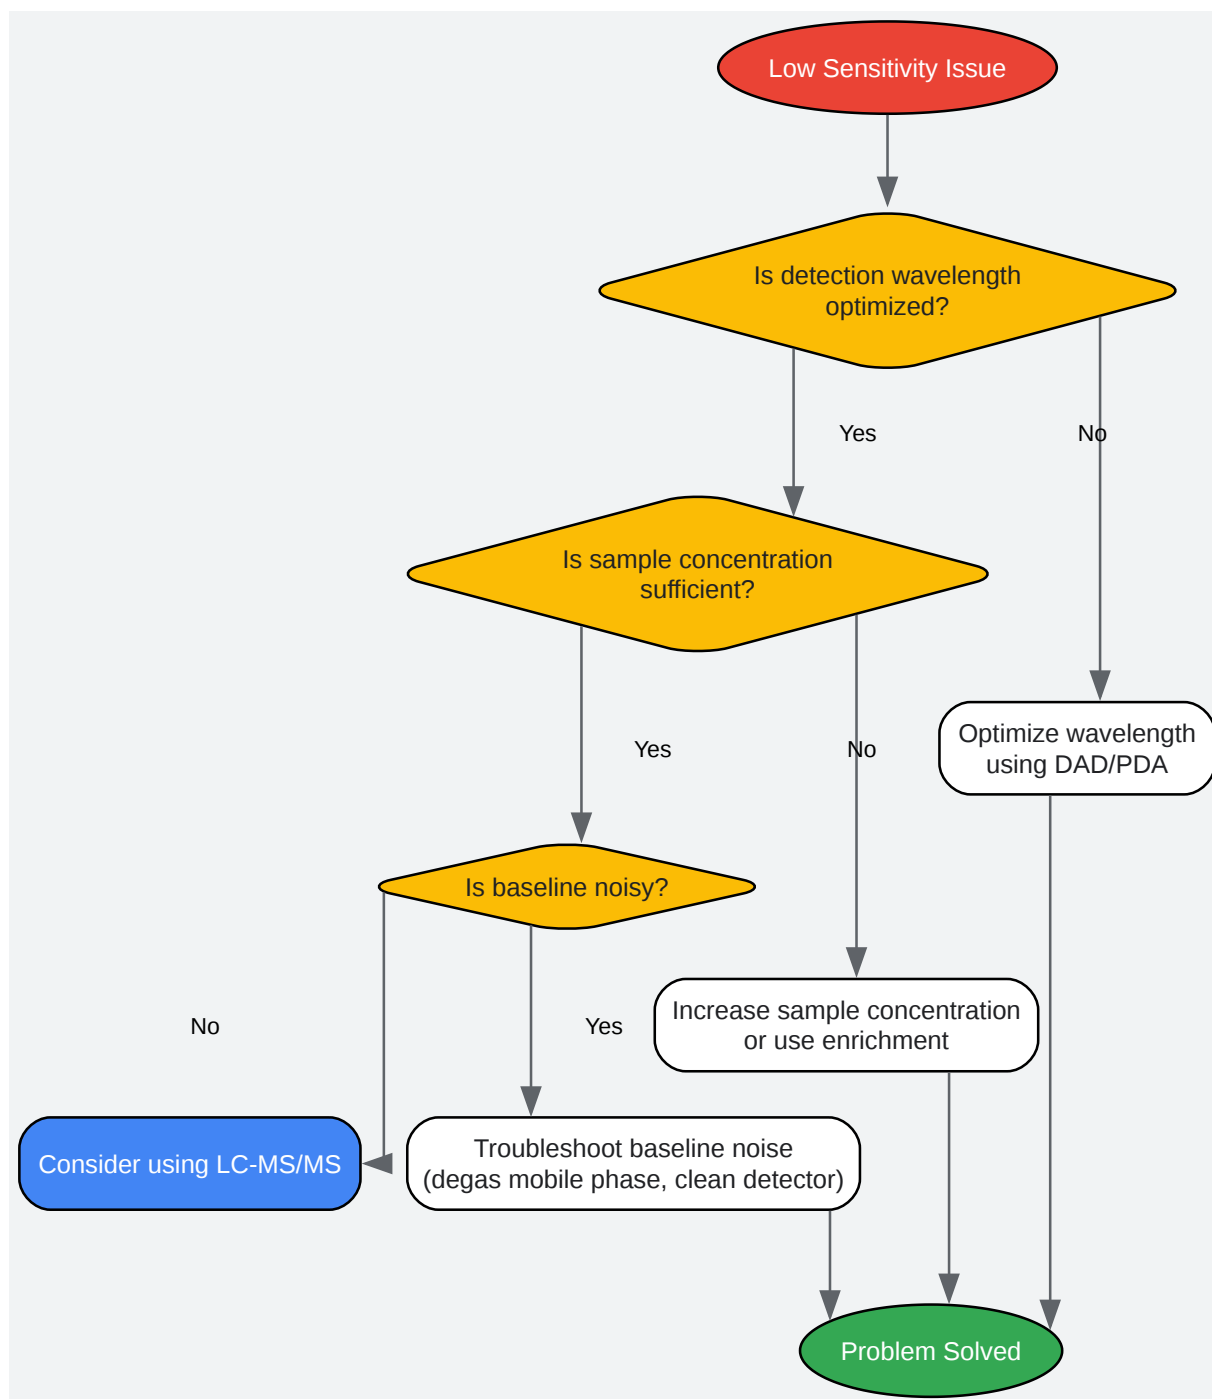 Low Sensitivity Issue
Is detection wavelength
optimized?
Yes
No
Is sample concentration
sufficient?
Optimize wavelength
using DAD/PDA
Yes
No
Is baseline noisy?
Increase sample concentration
or use enrichment
No
Yes
Consider using LC-MS/MS
Troubleshoot baseline noise
(degas mobile phase, clean detector)
Problem Solved